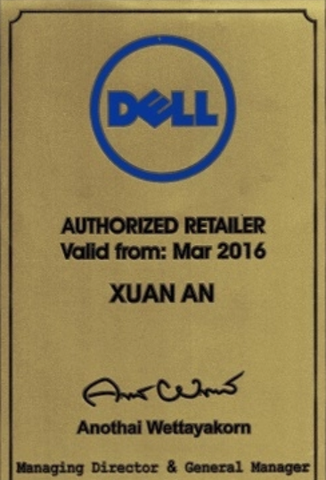 DELL
AUTHORIZED RETAILER
Valid from: Mar 2016
XUAN AN
Anothai Wettayakorn
Managing Director & General Manager